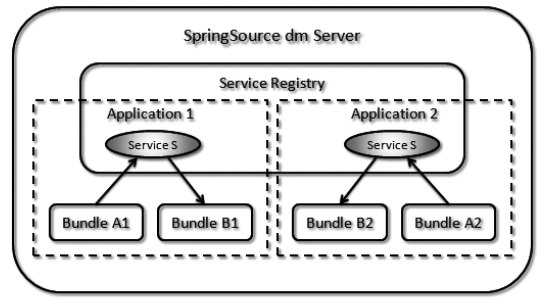 SpringSource dm Server
Service Registry
Application 1
Application 2
Service S
Service S
Bundle A1
Bundle B1
Bundle B2
Bundle A2